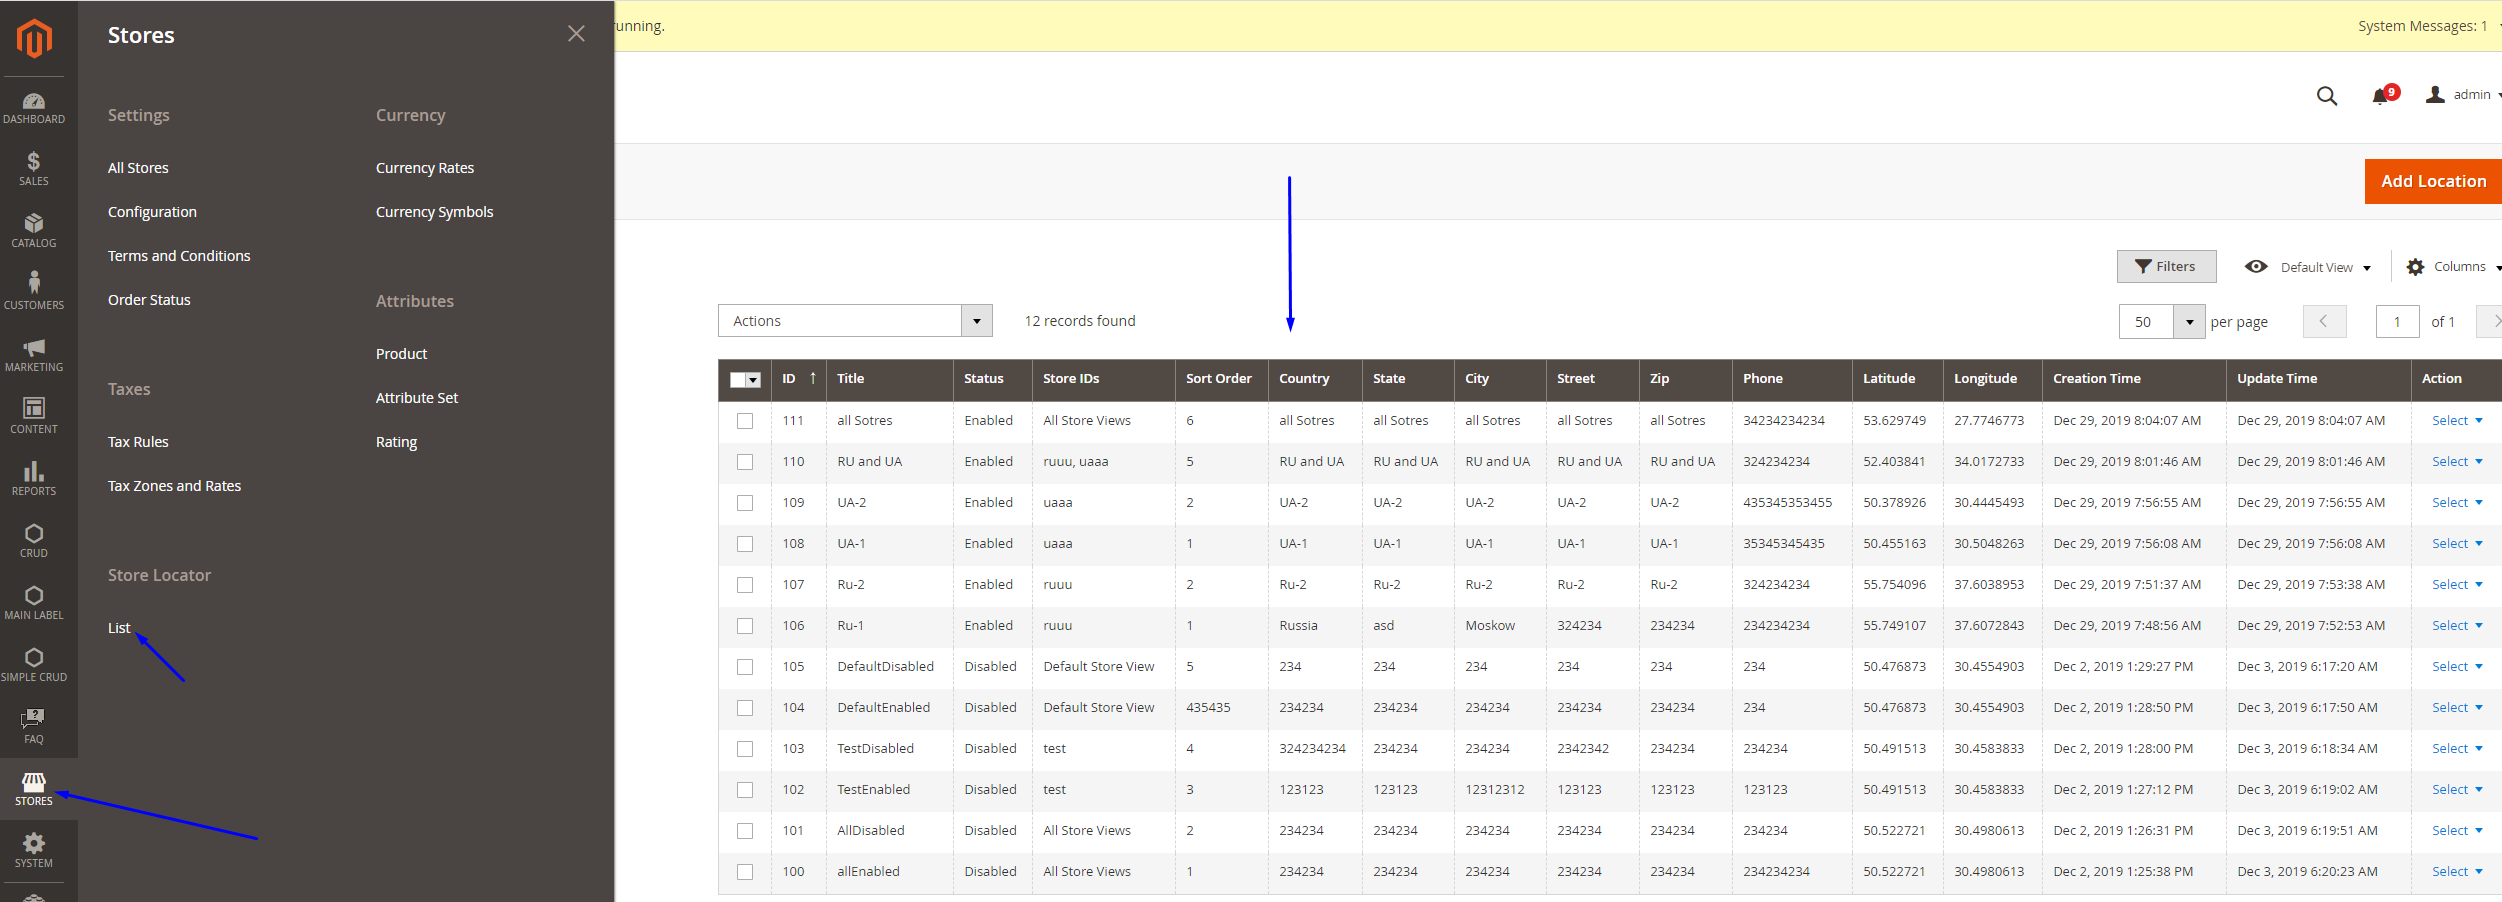 Stores
unning.
System Messages: 1
9
admin
Add Location
DASHBOARD
SALES
CATALOG
CUSTOMERS
MARKETING
CONTENT
REPORTS
CRUD
MAIN LABEL
SIMPLE CRUD
FAQ
STORES
SYSTEM
Settings
All Stores
Configuration
Terms and Conditions
Order Status
Taxes
Tax Rules
Tax Zones and Rates
Store Locator
List
Currency
Currency Rates
Currency Symbols
Attributes
Product
Attribute Set
Rating
Filters Default View Columns
Actions 12 records found 50 per page 1 of 1
ID ↑ Title Status Store IDs Sort Order Country State City Street Zip Phone Latitude Longitude Creation Time Update Time Action
111 all Sotres Enabled All Store Views 6 all Sotres all Sotres all Sotres all Sotres all Sotres 34234234234 53.629749 27.7746773 Dec 29, 2019 8:04:07 AM Dec 29, 2019 8:04:07 AM Select
110 RU and UA Enabled ruuu, uaaa 5 RU and UA RU and UA RU and UA RU and UA RU and UA 324234234 52.403841 34.0172733 Dec 29, 2019 8:01:46 AM Dec 29, 2019 8:01:46 AM Select
109 UA-2 Enabled uaaa 2 UA-2 UA-2 UA-2 UA-2 UA-2 435345353455 50.378926 30.4445493 Dec 29, 2019 7:56:55 AM Dec 29, 2019 7:56:55 AM Select
108 UA-1 Enabled uaaa 1 UA-1 UA-1 UA-1 UA-1 UA-1 35345345435 50.455163 30.5048263 Dec 29, 2019 7:56:08 AM Dec 29, 2019 7:56:08 AM Select
107 Ru-2 Enabled ruuu 2 Ru-2 Ru-2 Ru-2 Ru-2 Ru-2 324234234 55.754096 37.6038953 Dec 29, 2019 7:51:37 AM Dec 29, 2019 7:53:38 AM Select
106 Ru-1 Enabled ruuu 1 Russia asd Moskow 324234 234234 234234234 55.749107 37.6072843 Dec 29, 2019 7:48:56 AM Dec 29, 2019 7:52:53 AM Select
105 DefaultDisabled Disabled Default Store View 5 234 234 234 234 234 234 50.476873 30.4554903 Dec 2, 2019 1:29:27 PM Dec 3, 2019 6:17:20 AM Select
104 DefaultEnabled Disabled Default Store View 435435 234234 234234 234234 234234 234234 234 50.476873 30.4554903 Dec 2, 2019 1:28:50 PM Dec 3, 2019 6:17:50 AM Select
103 TestDisabled Disabled test 4 324234234 234234 234234 2342342 234234 234234 50.491513 30.4583833 Dec 2, 2019 1:28:00 PM Dec 3, 2019 6:18:34 AM Select
102 TestEnabled Disabled test 3 123123 123123 12312312 123123 123123 123123 50.491513 30.4583833 Dec 2, 2019 1:27:12 PM Dec 3, 2019 6:19:02 AM Select
101 AllDisabled Disabled All Store Views 2 234234 234234 234234 234234 234234 234234 50.522721 30.4980613 Dec 2, 2019 1:26:31 PM Dec 3, 2019 6:19:51 AM Select
100 allEnabled Disabled All Store Views 1 234234 234234 234234 234234 234234 234234234 50.522721 30.4980613 Dec 2, 2019 1:25:38 PM Dec 3, 2019 6:20:23 AM Select